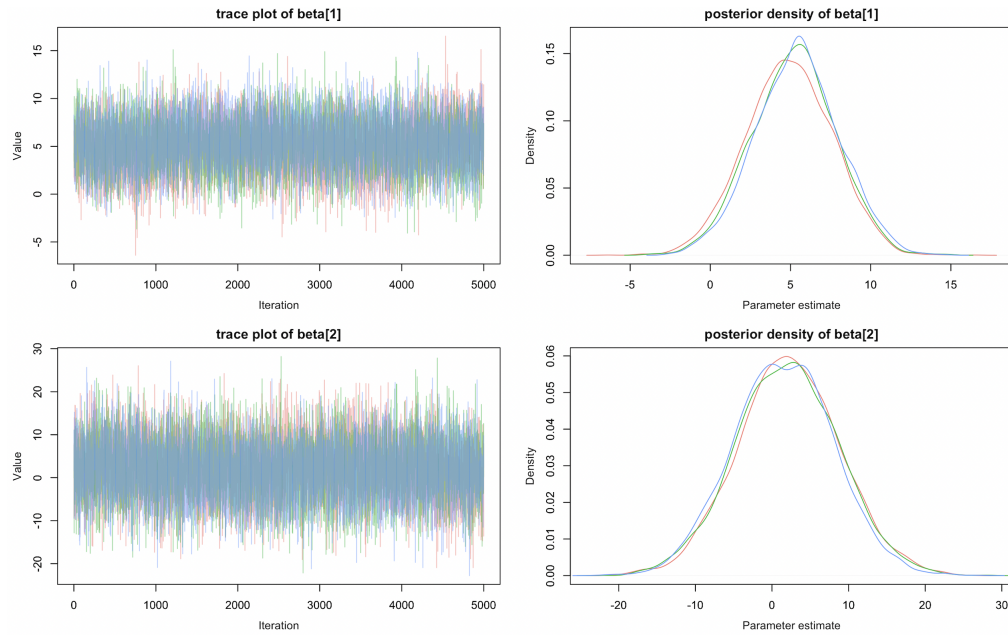 trace plot of beta[1]
Value
15
10
5
0
-5
0 1000 2000 3000 4000 5000
Iteration
posterior density of beta[1]
Density
0.15
0.10
0.05
0.00
-5 0 5 10 15
Parameter estimate
trace plot of beta[2]
Value
30
20
10
0
-10
-20
0 1000 2000 3000 4000 5000
Iteration
posterior density of beta[2]
Density
0.06
0.05
0.04
0.03
0.02
0.01
0.00
-20 -10 0 10 20 30
Parameter estimate